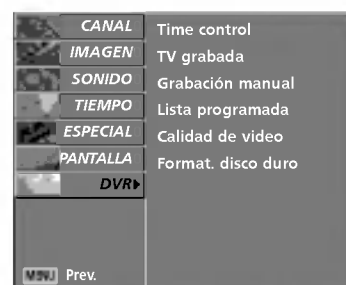 CANAL
IMAGEN
SONIDO
TIEMPO
ESPECIAL
PANTALLA
DVR
Time control
TV grabada
Grabación manual
Lista programada
Calidad de video
Format. disco duro
MENU Prev.